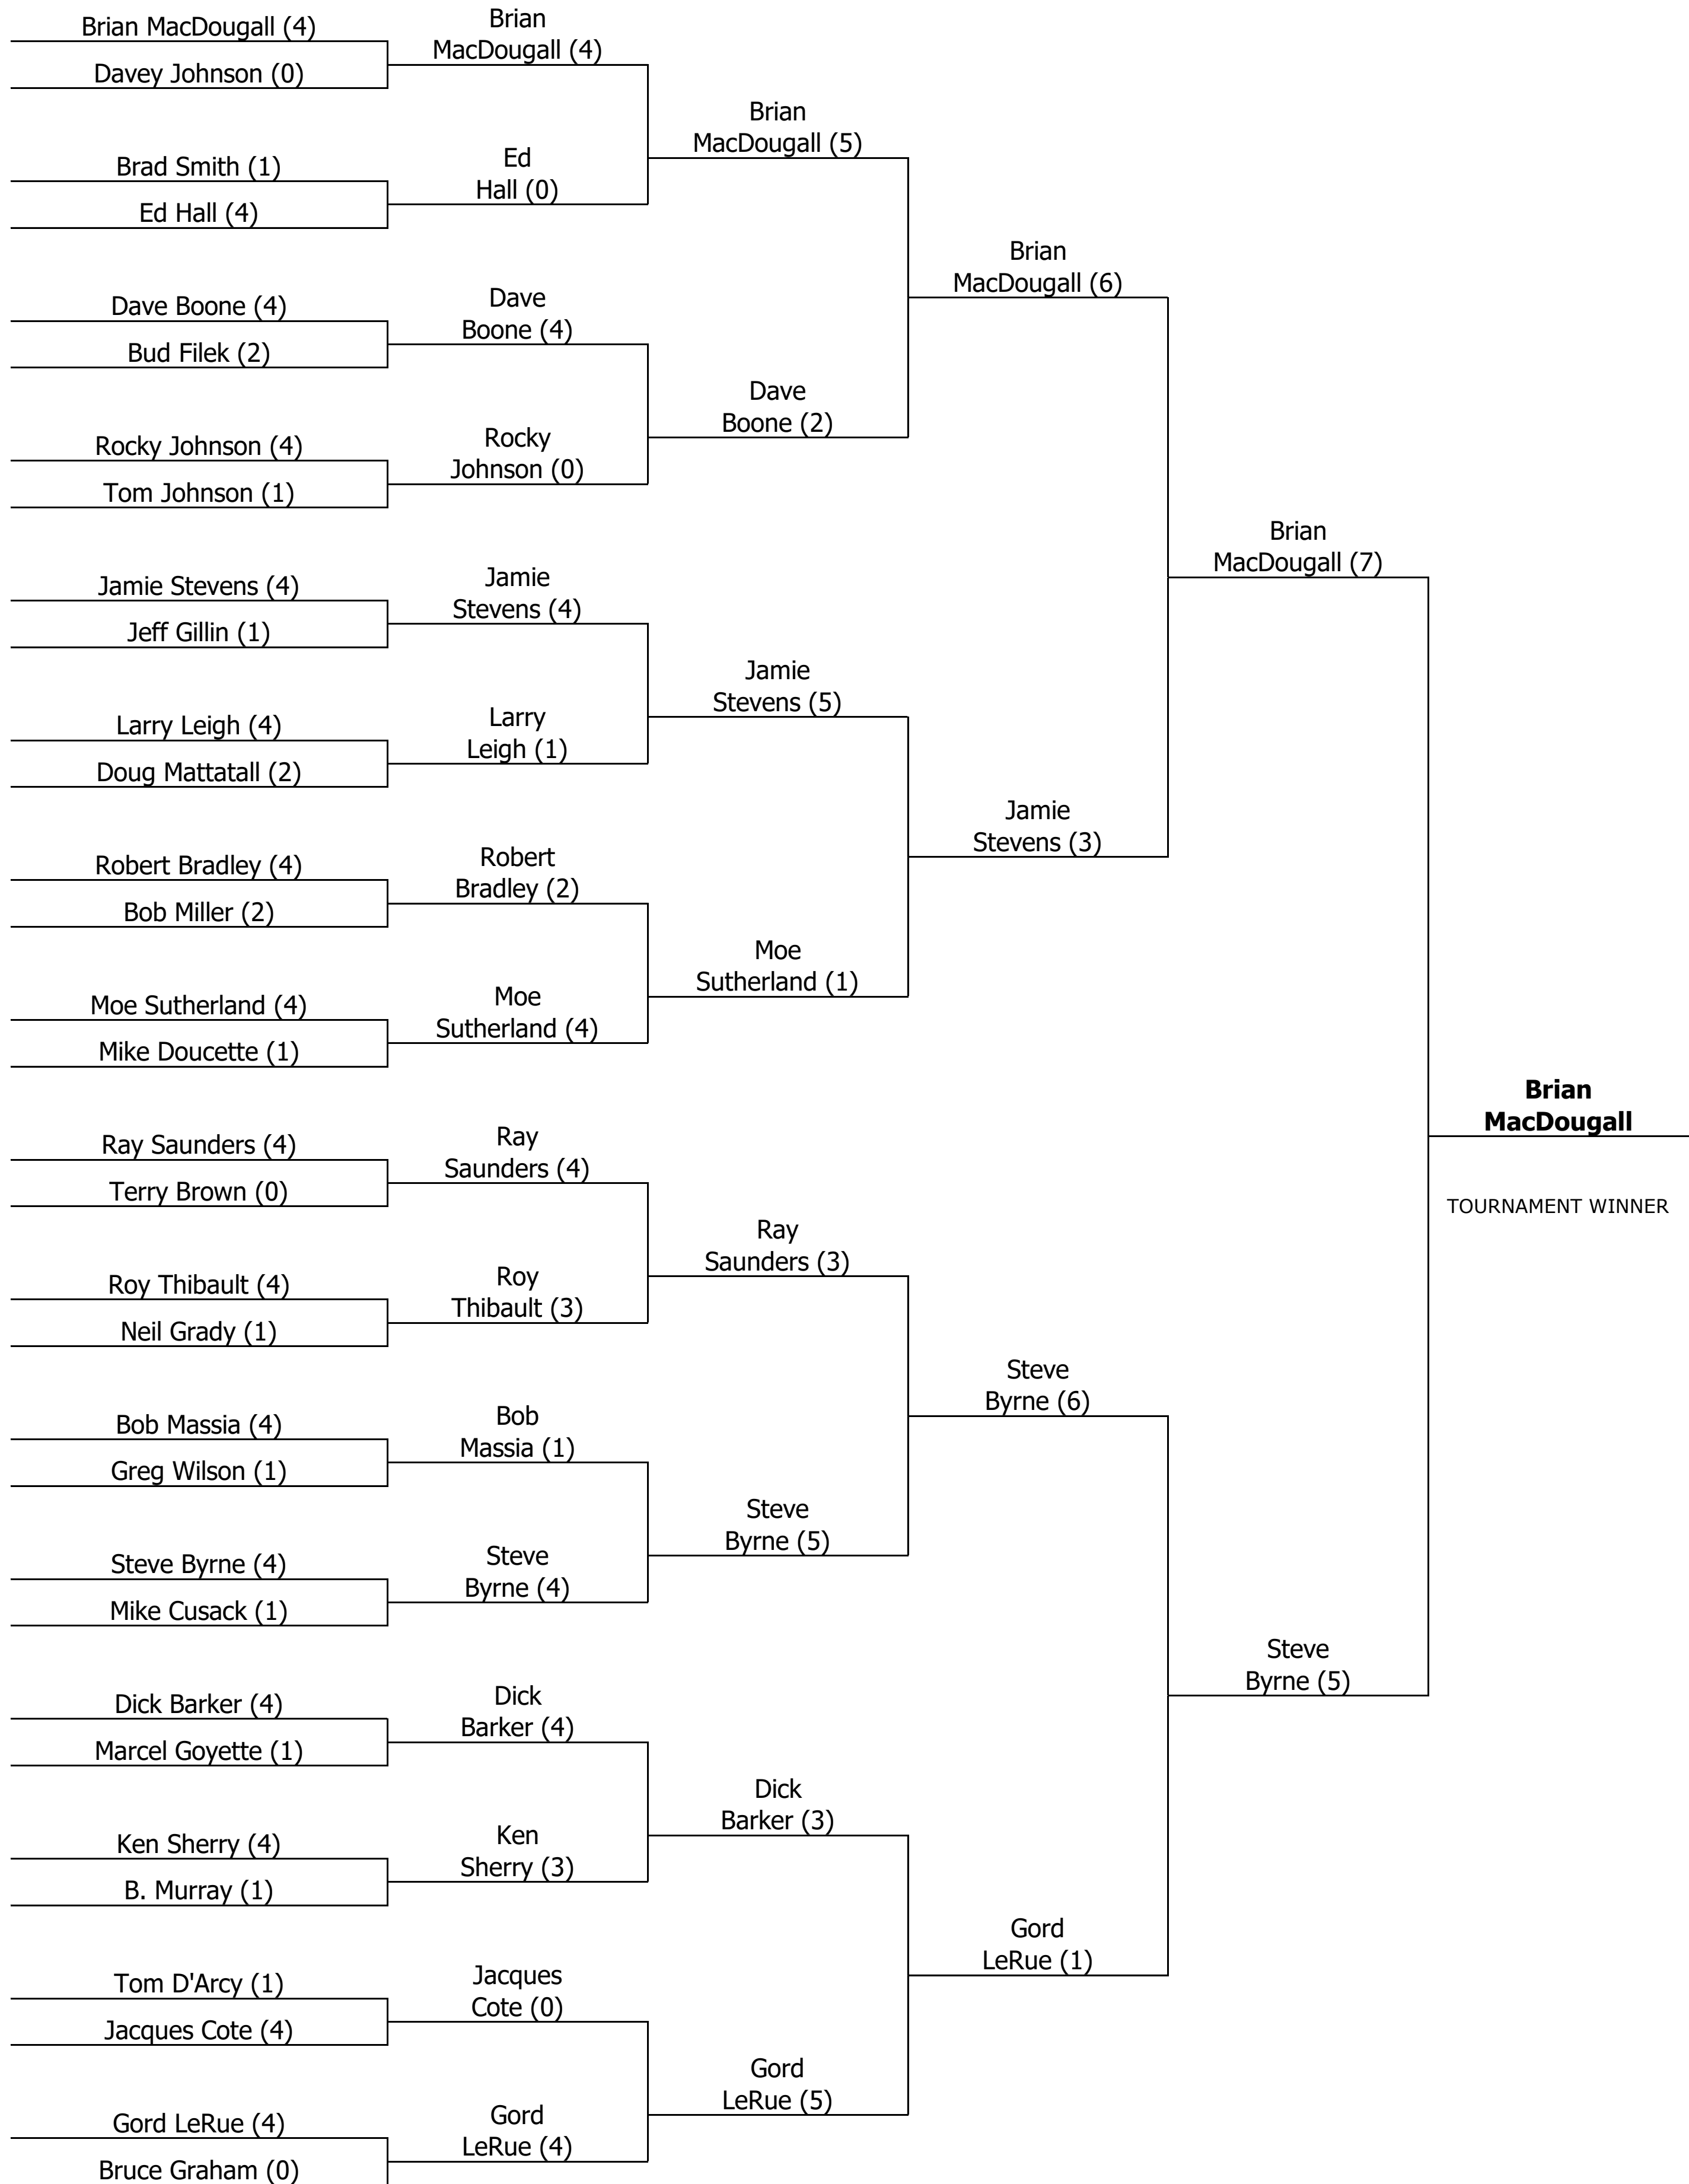 Brian MacDougall (4)
Davey Johnson (0)
Brad Smith (1)
Ed Hall (4)
Dave Boone (4)
Bud Filek (2)
Rocky Johnson (4)
Tom Johnson (1)
Jamie Stevens (4)
Jeff Gillin (1)
Larry Leigh (4)
Doug Mattatall (2)
Robert Bradley (4)
Bob Miller (2)
Moe Sutherland (4)
Mike Doucette (1)
Ray Saunders (4)
Terry Brown (0)
Roy Thibault (4)
Neil Grady (1)
Bob Massia (4)
Greg Wilson (1)
Steve Byrne (4)
Mike Cusack (1)
Dick Barker (4)
Marcel Goyette (1)
Ken Sherry (4)
B. Murray (1)
Tom D'Arcy (1)
Jacques Cote (4)
Gord LeRue (4)
Bruce Graham (0)
Brian
MacDougall (4)
Ed
Hall (0)
Dave
Boone (4)
Rocky
Johnson (0)
Jamie
Stevens (4)
Larry
Leigh (1)
Robert
Bradley (2)
Moe
Sutherland (4)
Ray
Saunders (4)
Roy
Thibault (3)
Bob
Massia (1)
Steve
Byrne (4)
Dick
Barker (4)
Ken
Sherry (3)
Jacques
Cote (0)
Gord
LeRue (4)
Brian
MacDougall (5)
Dave
Boone (2)
Jamie
Stevens (5)
Moe
Sutherland (1)
Ray
Saunders (3)
Steve
Byrne (5)
Dick
Barker (3)
Gord
LeRue (5)
Brian
MacDougall (6)
Jamie
Stevens (3)
Steve
Byrne (6)
Gord
LeRue (1)
Brian
MacDougall (7)
Steve
Byrne (5)
Brian
MacDougall
TOURNAMENT WINNER